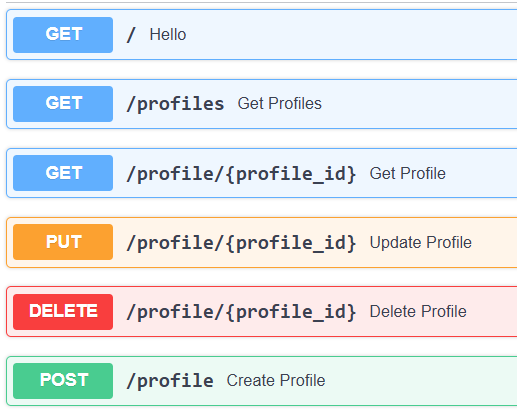 GET / Hello
GET /profiles Get Profiles
GET /profile/{profile_id} Get Profile
PUT /profile/{profile_id} Update Profile
DELETE /profile/{profile_id} Delete Profile
POST /profile Create Profile